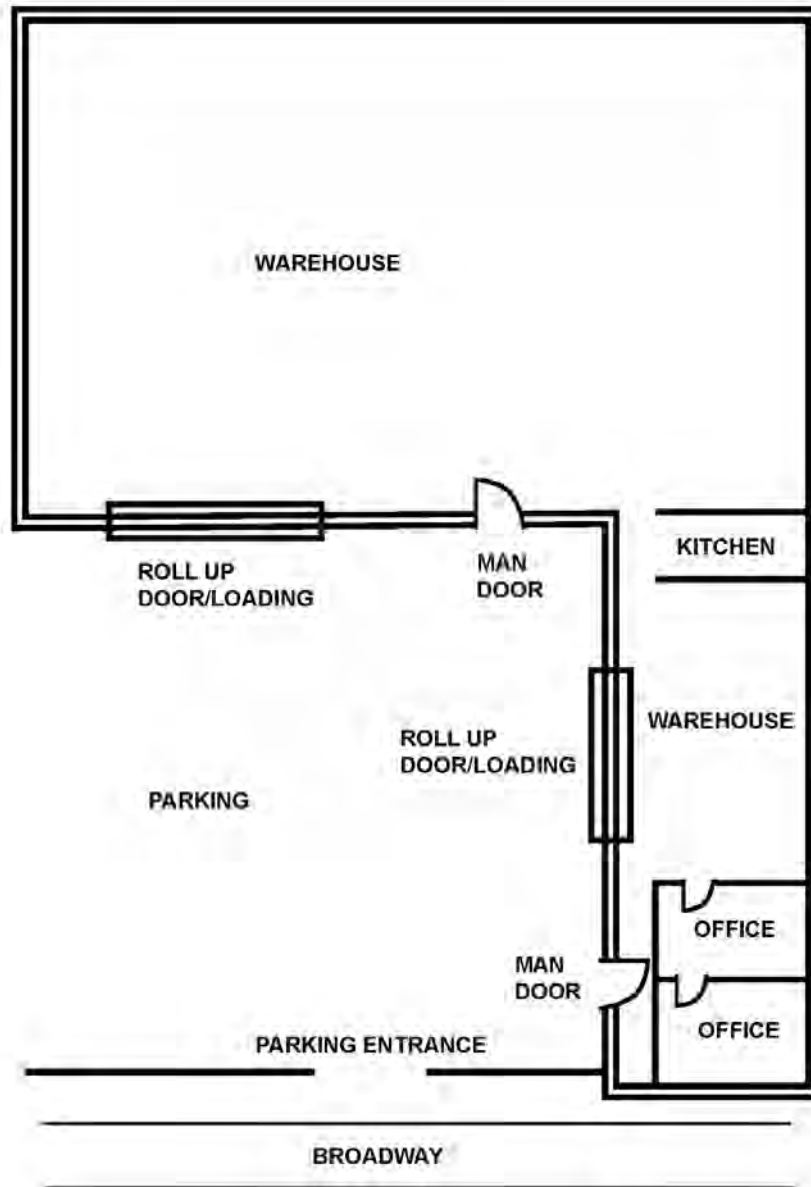 WAREHOUSE
KITCHEN
ROLL UP
DOOR/LOADING
MAN
DOOR
WAREHOUSE
ROLL UP
DOOR/LOADING
PARKING
OFFICE
MAN
DOOR
OFFICE
PARKING ENTRANCE
BROADWAY